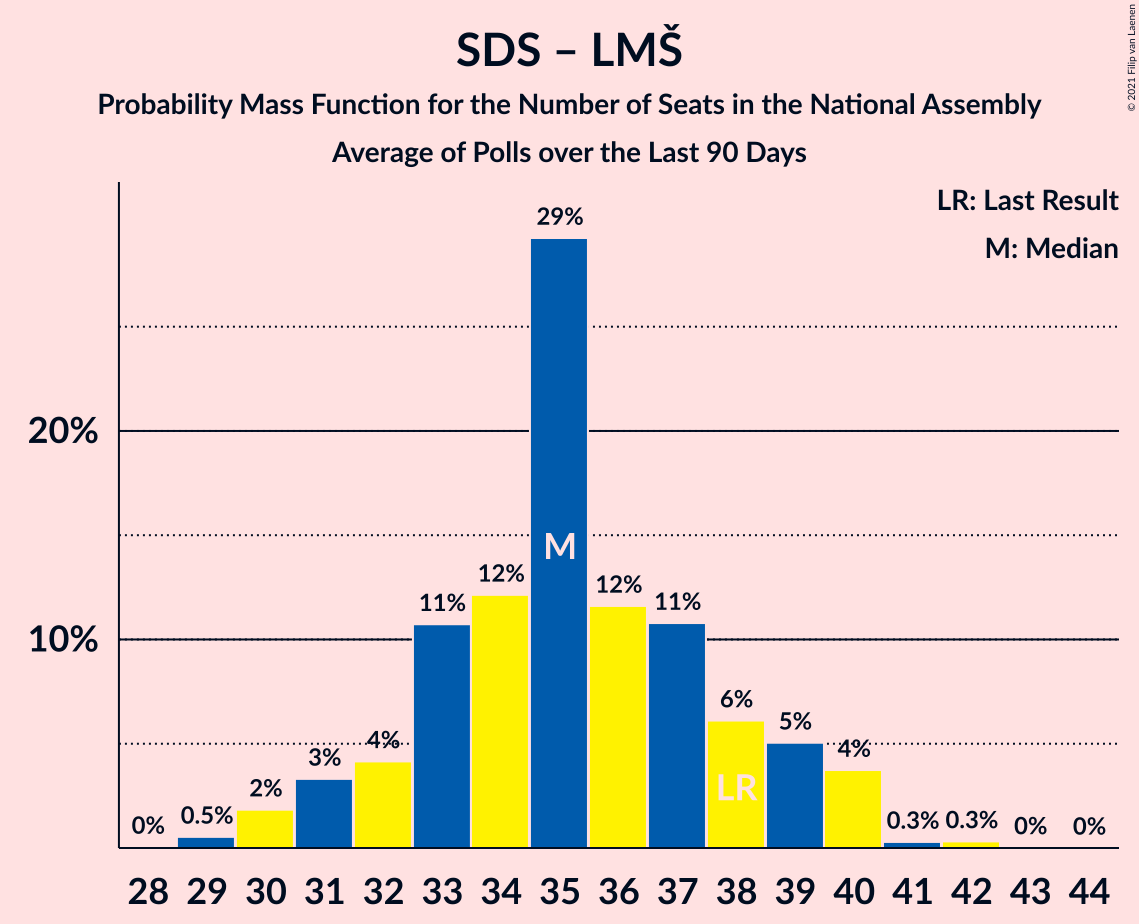 SDS – LMŠ
Probability Mass Function for the Number of Seats in the National Assembly
Average of Polls over the Last 90 Days
© 2021 Filip van Laenen
LR: Last Result
M: Median
20%
10%
0%
0.5%
2%
3%
4%
11%
12%
29%
12%
11%
6%
5%
4%
0.3%
0.3%
0%
0%
M
LR
28 29 30 31 32 33 34 35 36 37 38 39 40 41 42 43 44